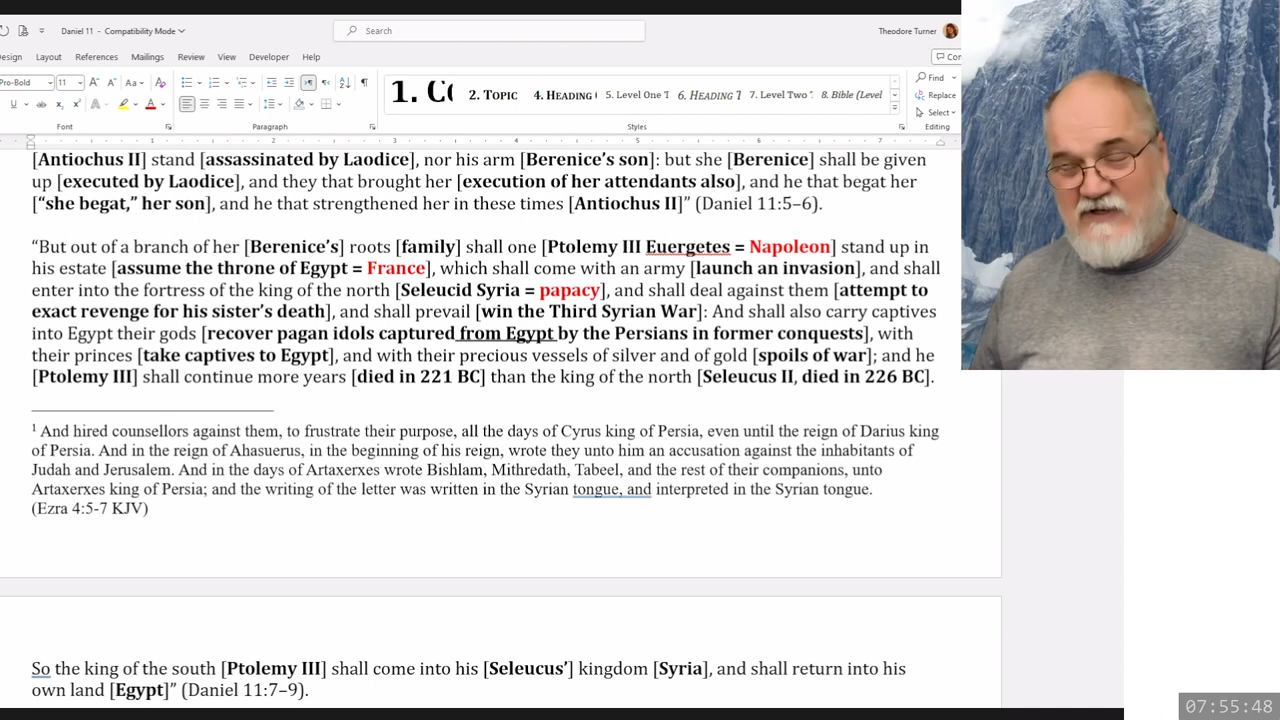 Daniel 11 - Compatibility Mode
Search
Theodore Turner
esign Layout References Mailings Review View Developer Help
Con
Pro-Bold 11 Aa
1. CC 2. TOPIC 4. HEADING 5. Level One T 6. HEADING T 7. Level Two 8. Bible (Level
Find
Replace
Select
Font Paragraph Styles Editing
1 2 3 4 5 6 7
[Antiochus II] stand [assassinated by Laodice], nor his arm [Berenice’s son]: but she [Berenice] shall be given
up [executed by Laodice], and they that brought her [execution of her attendants also], and he that begat her
[“she begat,” her son], and he that strengthened her in these times [Antiochus II]” (Daniel 11:5–6).
“But out of a branch of her [Berenice’s] roots [family] shall one [Ptolemy III Euergetes = Napoleon] stand up in
his estate [assume the throne of Egypt = France], which shall come with an army [launch an invasion], and shall
enter into the fortress of the king of the north [Seleucid Syria = papacy], and shall deal against them [attempt to
exact revenge for his sister’s death], and shall prevail [win the Third Syrian War]: And shall also carry captives
into Egypt their gods [recover pagan idols captured from Egypt by the Persians in former conquests], with
their princes [take captives to Egypt], and with their precious vessels of silver and of gold [spoils of war]; and he
[Ptolemy III] shall continue more years [died in 221 BC] than the king of the north [Seleucus II, died in 226 BC].
1 And hired counsellors against them, to frustrate their purpose, all the days of Cyrus king of Persia, even until the reign of Darius king
of Persia. And in the reign of Ahasuerus, in the beginning of his reign, wrote they unto him an accusation against the inhabitants of
Judah and Jerusalem. And in the days of Artaxerxes wrote Bishlam, Mithredath, Tabeel, and the rest of their companions, unto
Artaxerxes king of Persia; and the writing of the letter was written in the Syrian tongue, and interpreted in the Syrian tongue.
(Ezra 4:5-7 KJV)
So the king of the south [Ptolemy III] shall come into his [Seleucus’] kingdom [Syria], and shall return into his
own land [Egypt]” (Daniel 11:7–9).
07:55:48